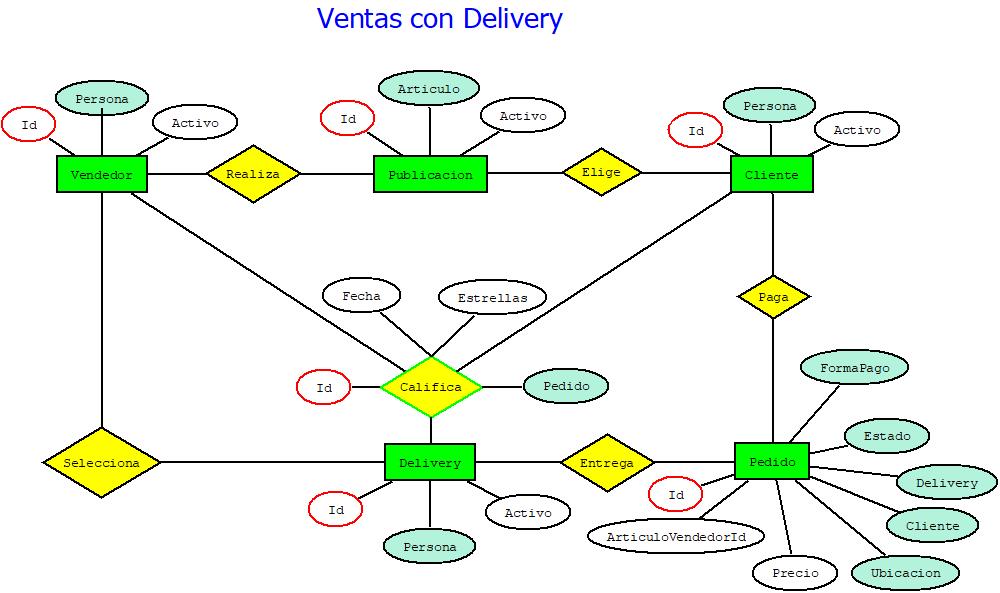 Ventas con Delivery
Persona
Id
Activo
Vendedor
Realiza
Articulo
Id
Activo
Publicacion
Elige
Persona
Id
Activo
Cliente
Fecha
Estrellas
Paga
Id
Califica
Pedido
FormaPago
Estado
Selecciona
Delivery
Entrega
Pedido
Delivery
Id
Activo
Persona
Id
ArticuloVendedorId
Cliente
Precio
Ubicacion